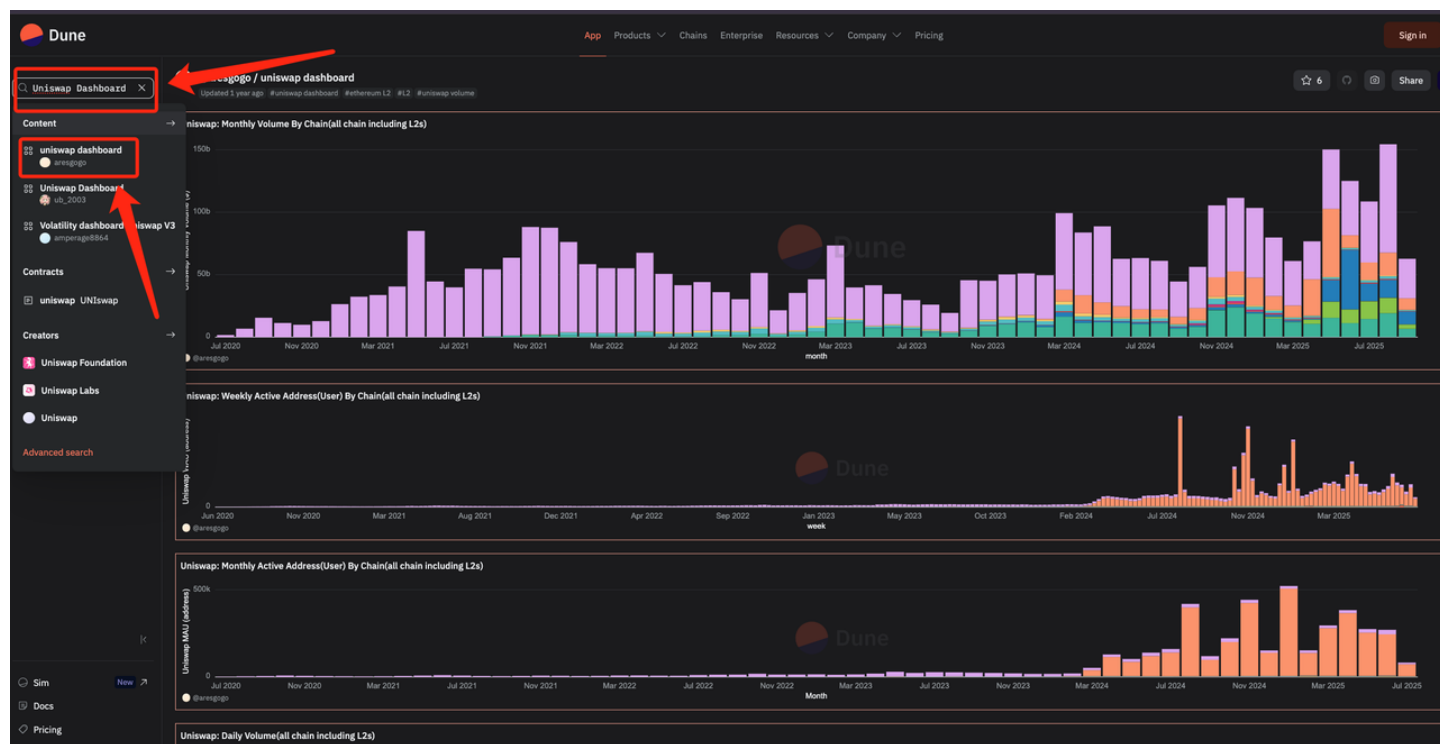 Dune
App Products Chains Enterprise Resources Company Pricing
Sign in
Uniswap Dashboard
uniswap dashboard
Updated 1 year ago #uniswap dashboard #ethereum L2 #L2 #uniswap volume
6
Share
Content
uniswap dashboard
aresgogo
Uniswap Dashboard
ub_2003
Volatility dashboard
V3
amperage8864
Contracts
uniswap UNIswap
Creators
Uniswap Foundation
Uniswap Labs
Uniswap
Advanced search
Sim New
Docs
Pricing
Monthly Volume By Chain(all chain including L2s)
150b
100b
50b
0
Dune
Jul 2020 Nov 2020 Mar 2021 Jul 2021 Nov 2021 Mar 2022 Jul 2022 Nov 2022 Mar 2023 Jul 2023 Nov 2023 Mar 2024 Jul 2024 Nov 2024 Mar 2025 Jul 2025
month
@aresgogo
Weekly Active Address(User) By Chain(all chain including L2s)
0
Dune
Jun 2020 Nov 2020 Mar 2021 Aug 2021 Dec 2021 Apr 2022 Sep 2022 Jan 2023 May 2023 Oct 2023 Feb 2024 Jul 2024 Nov 2024 Mar 2025
week
@aresgogo
Uniswap: Monthly Active Address(User) By Chain(all chain including L2s)
Uniswap MAU (address)
500k
0
Dune
Jul 2020 Nov 2020 Mar 2021 Jul 2021 Nov 2021 Mar 2022 Jul 2022 Nov 2022 Mar 2023 Jul 2023 Nov 2023 Mar 2024 Jul 2024 Nov 2024 Mar 2025 Jul 2025
Month
@aresgogo
Uniswap: Daily Volume(all chain including L2s)